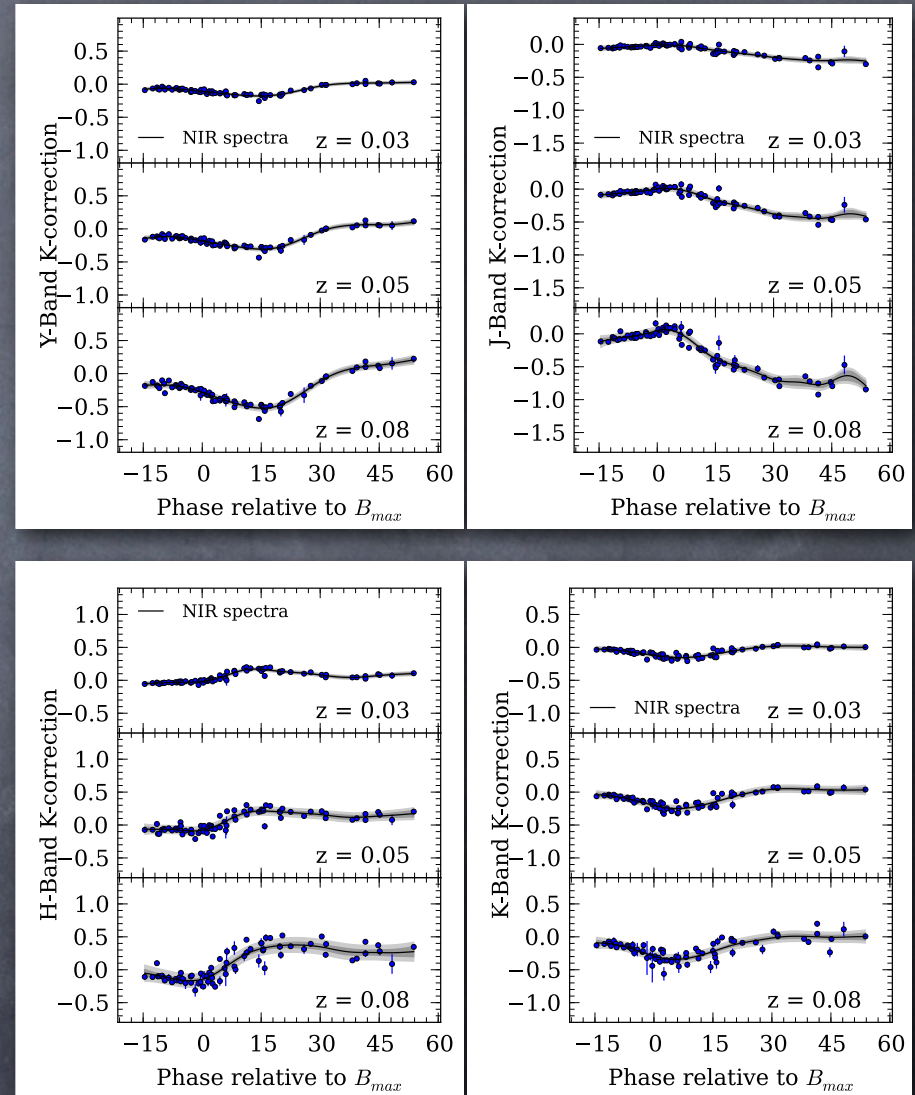 Y-Band K-correction
0.5
0.0
−0.5
−1.0
NIR spectra
z = 0.03
0.5
0.0
−0.5
−1.0
z = 0.05
0.5
0.0
−0.5
−1.0
z = 0.08
−15 0 15 30 45 60
Phase relative to B_max
J-Band K-correction
0.0
−0.5
−1.0
−1.5
NIR spectra
z = 0.03
0.0
−0.5
−1.0
−1.5
z = 0.05
0.0
−0.5
−1.0
−1.5
z = 0.08
−15 0 15 30 45 60
Phase relative to B_max
H-Band K-correction
1.0
0.5
0.0
−0.5
NIR spectra
z = 0.03
1.0
0.5
0.0
−0.5
z = 0.05
1.0
0.5
0.0
−0.5
z = 0.08
−15 0 15 30 45 60
Phase relative to B_max
K-Band K-correction
0.5
0.0
−0.5
−1.0
NIR spectra
z = 0.03
0.5
0.0
−0.5
−1.0
z = 0.05
0.5
0.0
−0.5
−1.0
z = 0.08
−15 0 15 30 45 60
Phase relative to B_max